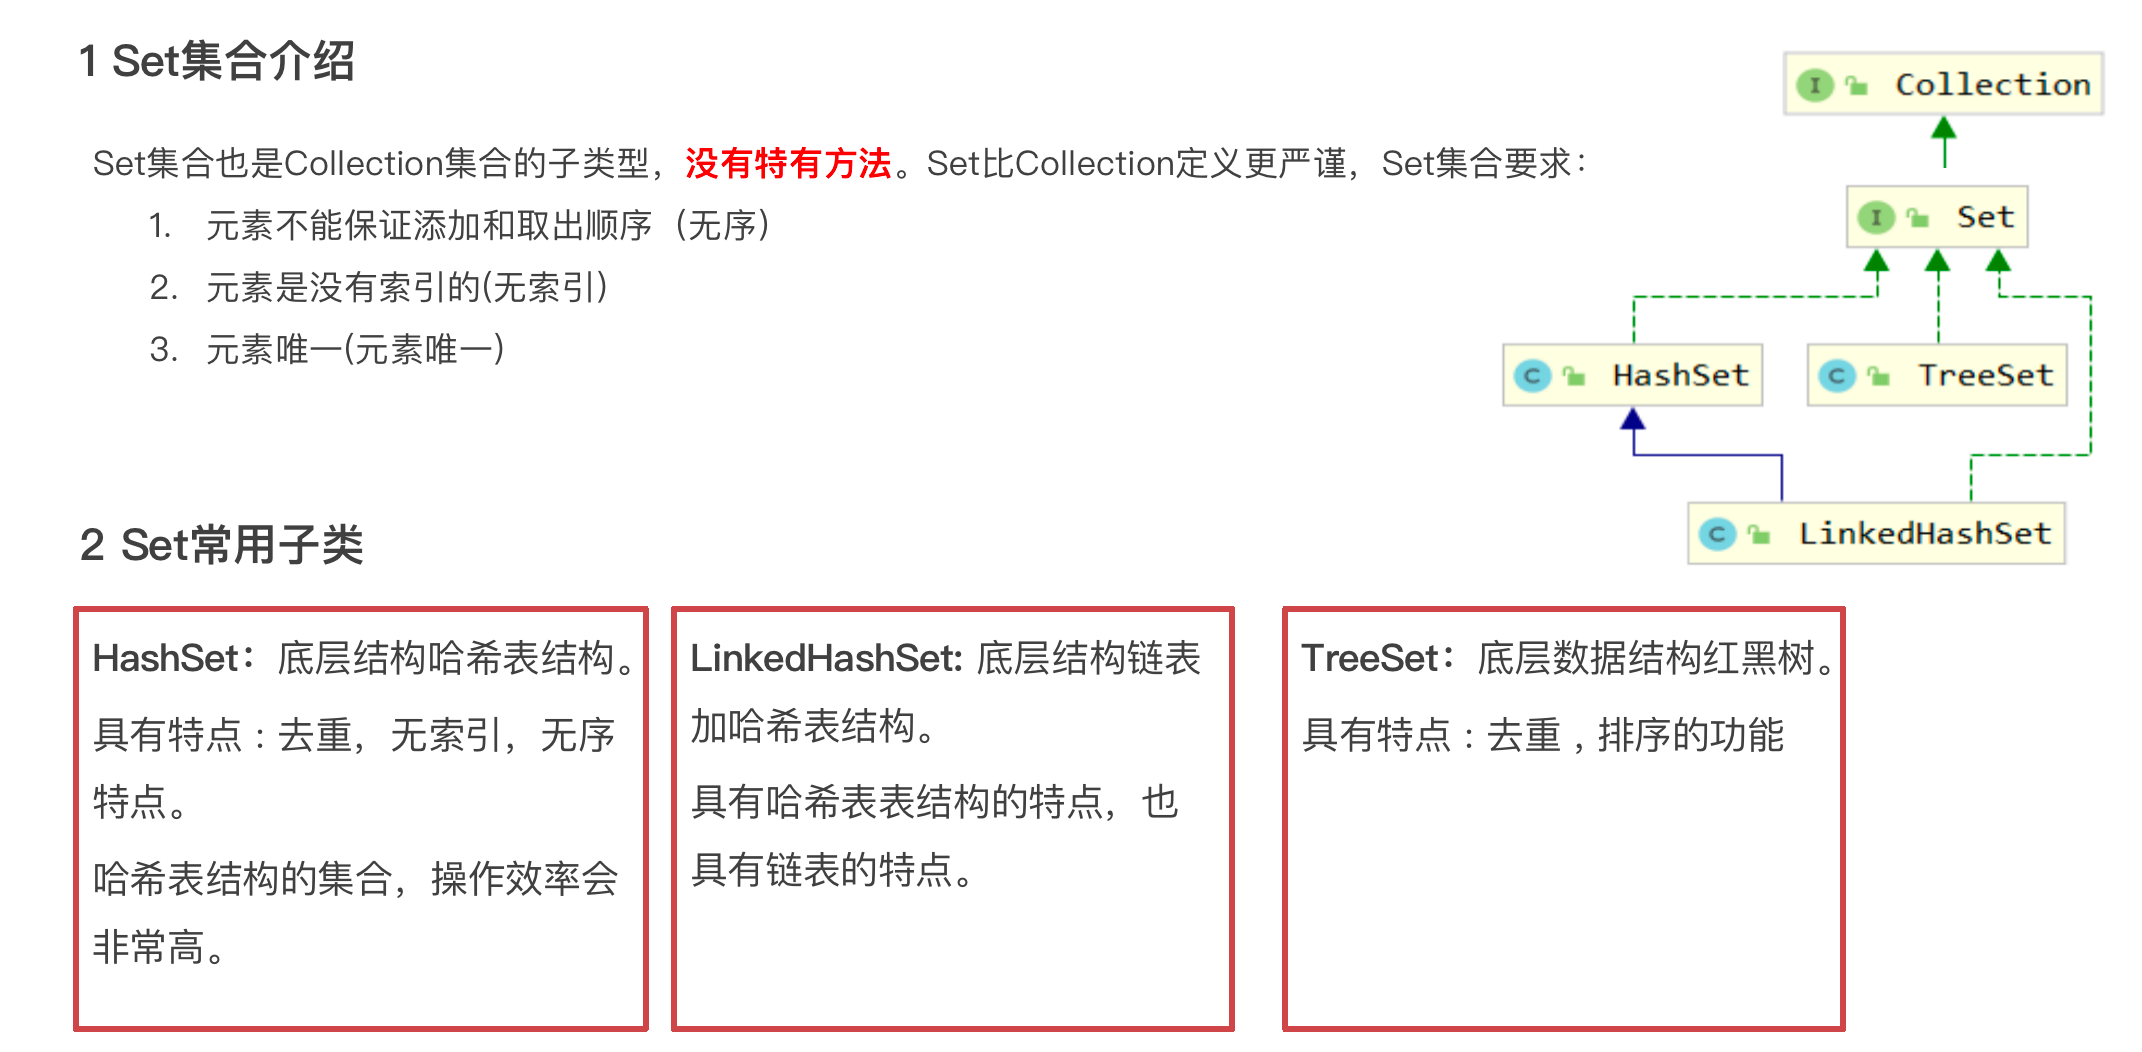 1 Set集合介绍
Set集合也是Collection集合的子类型，没有特有方法。Set比Collection定义更严谨，Set集合要求：
1. 元素不能保证添加和取出顺序（无序）
2. 元素是没有索引的(无索引)
3. 元素唯一(元素唯一)
I Collection
I Set
C HashSet
C TreeSet
C LinkedHashSet
2 Set常用子类
HashSet：底层结构哈希表结构。
具有特点：去重，无索引，无序
特点。
哈希表结构的集合，操作效率会
非常高。
LinkedHashSet: 底层结构链表
加哈希表结构。
具有哈希表表结构的特点，也
具有链表的特点。
TreeSet：底层数据结构红黑树。
具有特点：去重 , 排序的功能